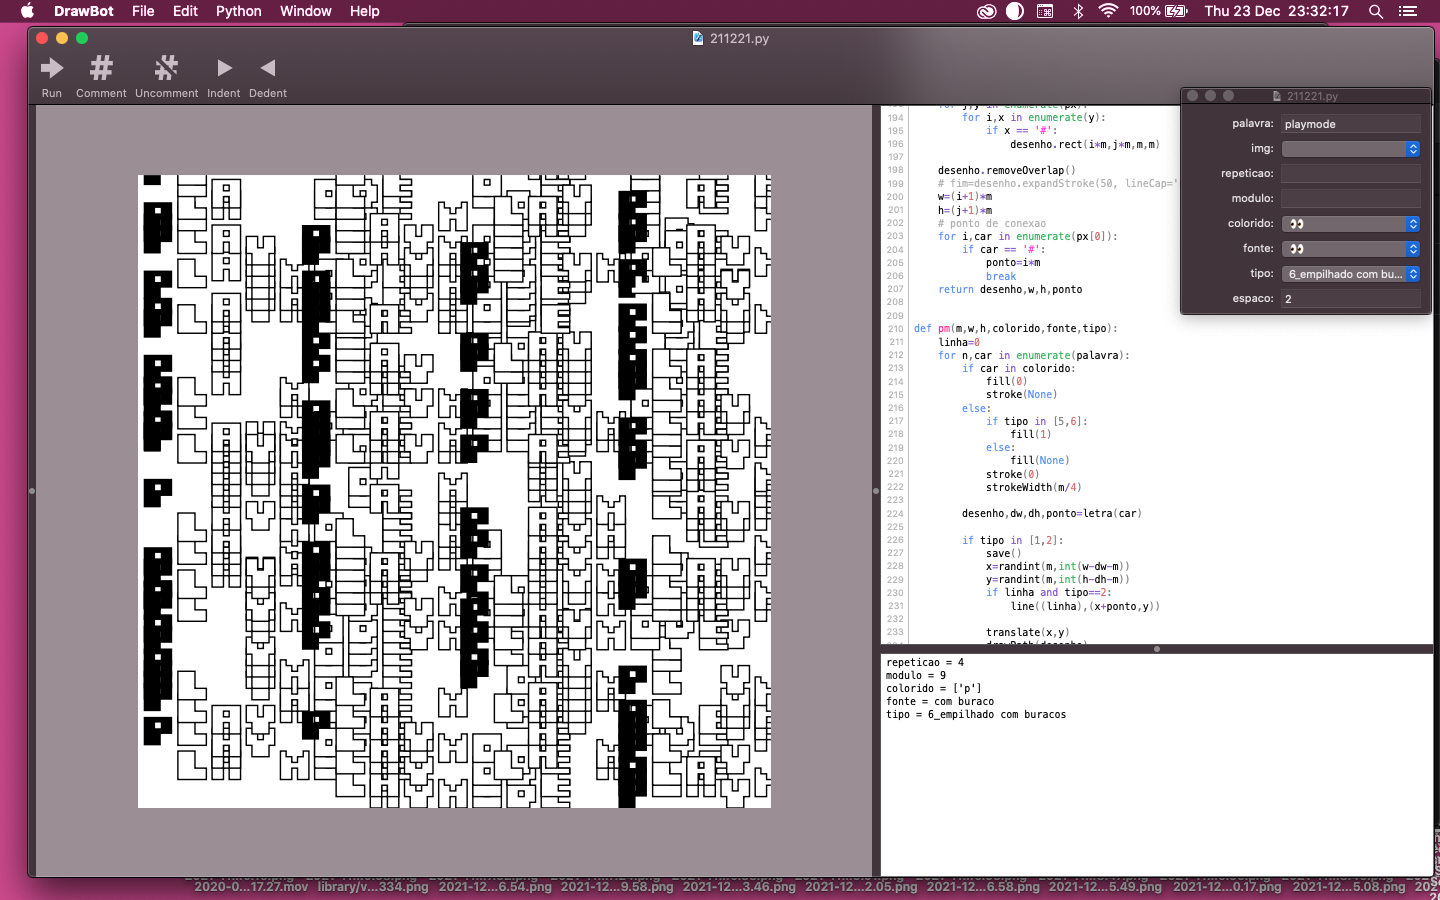 DrawBot File Edit Python Window Help
100% Thu 23 Dec 23:32:17
211221.py
Run Comment Uncomment Indent Dedent
194 for i,x in enumerate(y):
195 if x == '#':
196 desenho.rect(i*m,j*m,m,m)
197
198 desenho.removeOverlap()
199 # fim=desenho.expandStroke(50, lineCap='
200 w=(i+1)*m
201 h=(j+1)*m
202 # ponto de conexao
203 for i,car in enumerate(px[0]):
204 if car == '#':
205 ponto=i*m
206 break
207 return desenho,w,h,ponto
208
209
210 def pm(m,w,h,colorido,fonte,tipo):
211 linha=0
212 for n,car in enumerate(palavra):
213 if car in colorido:
214 fill(0)
215 stroke(None)
216 else:
217 if tipo in [5,6]:
218 fill(1)
219 else:
220 fill(None)
221 stroke(0)
222 strokeWidth(m/4)
223
224 desenho,dw,dh,ponto=letra(car)
225
226 if tipo in [1,2]:
227 save()
228 x=randint(m,int(w-dw-m))
229 y=randint(m,int(h-dh-m))
230 if linha and tipo==2:
231 line((linha),(x+ponto,y))
232
233 translate(x,y)
211221.py
palavra: playmode
img:
repeticao:
modulo:
colorido: 👀
fonte: 👀
tipo: 6_empilhado com bu...
espaco: 2
repeticao = 4
modulo = 9
colorido = ['p']
fonte = com buraco
tipo = 6_empilhado com buracos
2020-0...17.27.mov library/v...334.png 2021-12...6.54.png 2021-12...9.58.png 2021-12...3.46.png 2021-12...2.05.png 2021-12...6.58.png 2021-12...5.49.png 2021-12...0.17.png 2021-12...5.08.png